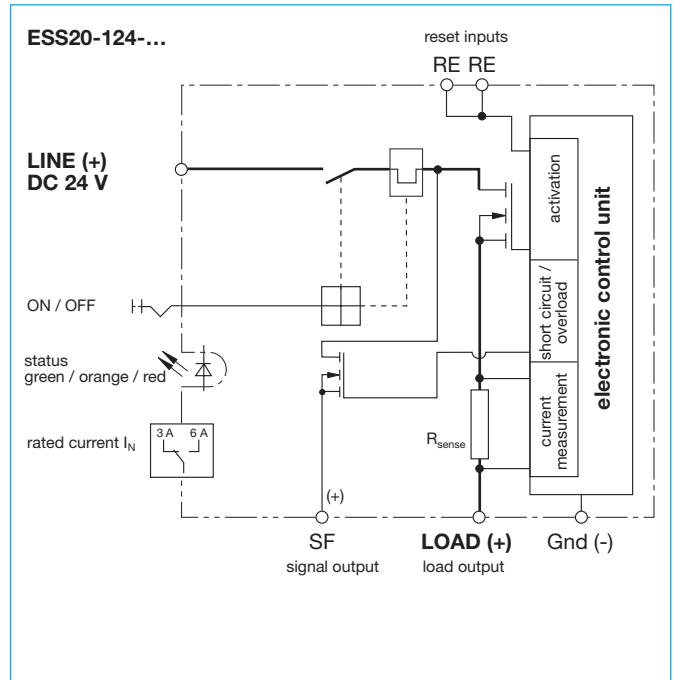 ESS20-124-...
reset inputs
RE RE
LINE (+)
DC 24 V
ON / OFF
status
green / orange / red
rated current I_N
3 A 6 A
activation
short circuit /
overload
current
measurement
electronic control unit
R_sense
(+)
SF
signal output
LOAD (+)
load output
Gnd (-)